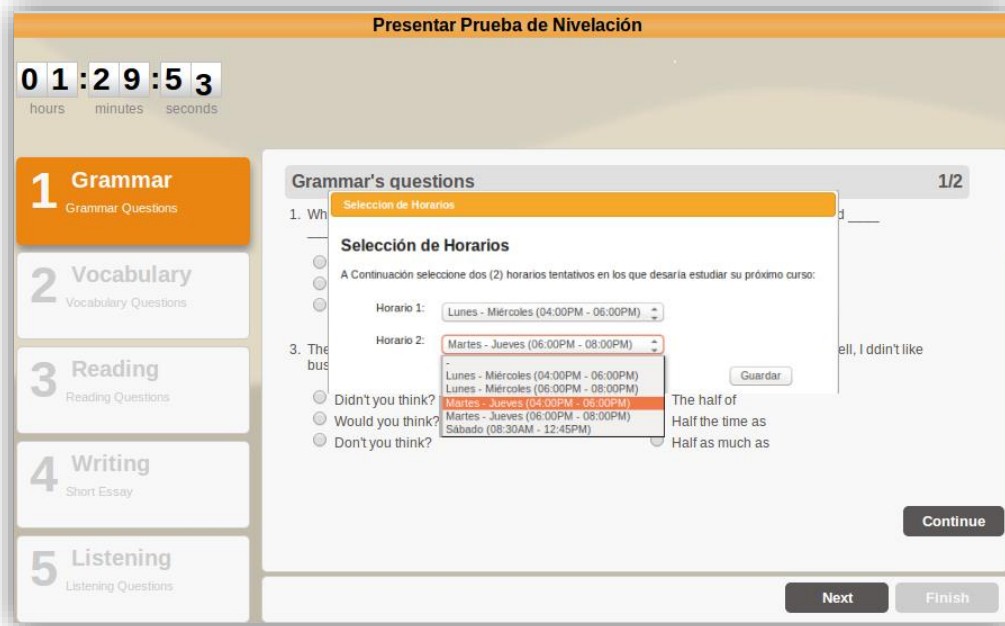 Presentar Prueba de Nivelación
01:29:53
hours minutes seconds
1 Grammar
Grammar Questions
2 Vocabulary
Vocabulary Questions
3 Reading
Reading Questions
4 Writing
Short Essay
5 Listening
Listening Questions
Grammar's questions 1/2
1. Wh d ____
Seleccion de Horarios
Selección de Horarios
A Continuación seleccione dos (2) horarios tentativos en los que desaría estudiar su próximo curso:
Horario 1: Lunes - Miércoles (04:00PM - 06:00PM)
Horario 2: Martes - Jueves (06:00PM - 08:00PM)
-
Lunes - Miércoles (04:00PM - 06:00PM)
Lunes - Miércoles (06:00PM - 08:00PM)
Martes - Jueves (04:00PM - 06:00PM)
Martes - Jueves (06:00PM - 08:00PM)
Sábado (08:30AM - 12:45PM)
Guardar
3. The ell, I ddin't like
bus
Didn't you think? The half of
Would you think? Half the time as
Don't you think? Half as much as
Continue
Next Finish